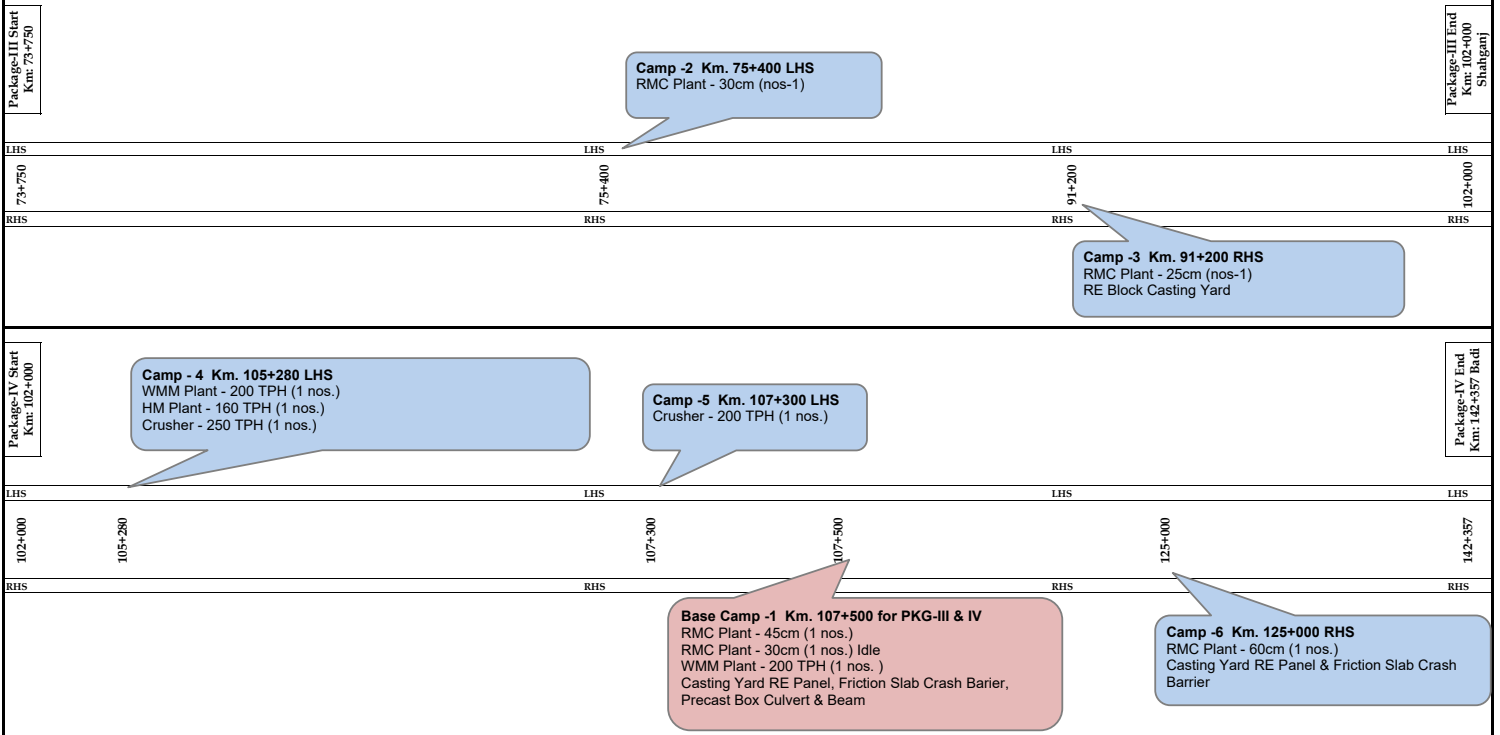 Package-III Start
Km: 73+750
Camp -2  Km. 75+400 LHS
RMC Plant - 30cm (nos-1)
Package-III End
Km: 102+000
Shahganj
LHS
LHS
LHS
LHS
73+750
75+400
91+200
102+000
RHS
RHS
RHS
RHS
Camp -3  Km. 91+200 RHS
RMC Plant - 25cm (nos-1)
RE Block Casting Yard
Package-IV Start
Km: 102+000
Camp - 4  Km. 105+280 LHS
WMM Plant - 200 TPH (1 nos.)
HM Plant - 160 TPH (1 nos.)
Crusher - 250 TPH (1 nos.)
Camp -5  Km. 107+300 LHS
Crusher - 200 TPH (1 nos.)
Package-IV End
Km: 142+357 Badi
LHS
LHS
LHS
LHS
102+000
105+280
107+300
107+500
125+000
142+357
RHS
RHS
RHS
RHS
Base Camp -1  Km. 107+500 for PKG-III & IV
RMC Plant - 45cm (1 nos.)
RMC Plant - 30cm (1 nos.) Idle
WMM Plant - 200 TPH (1 nos. )
Casting Yard RE Panel, Friction Slab Crash Barier,
Precast Box Culvert & Beam
Camp -6  Km. 125+000 RHS
RMC Plant - 60cm (1 nos.)
Casting Yard RE Panel & Friction Slab Crash
Barrier